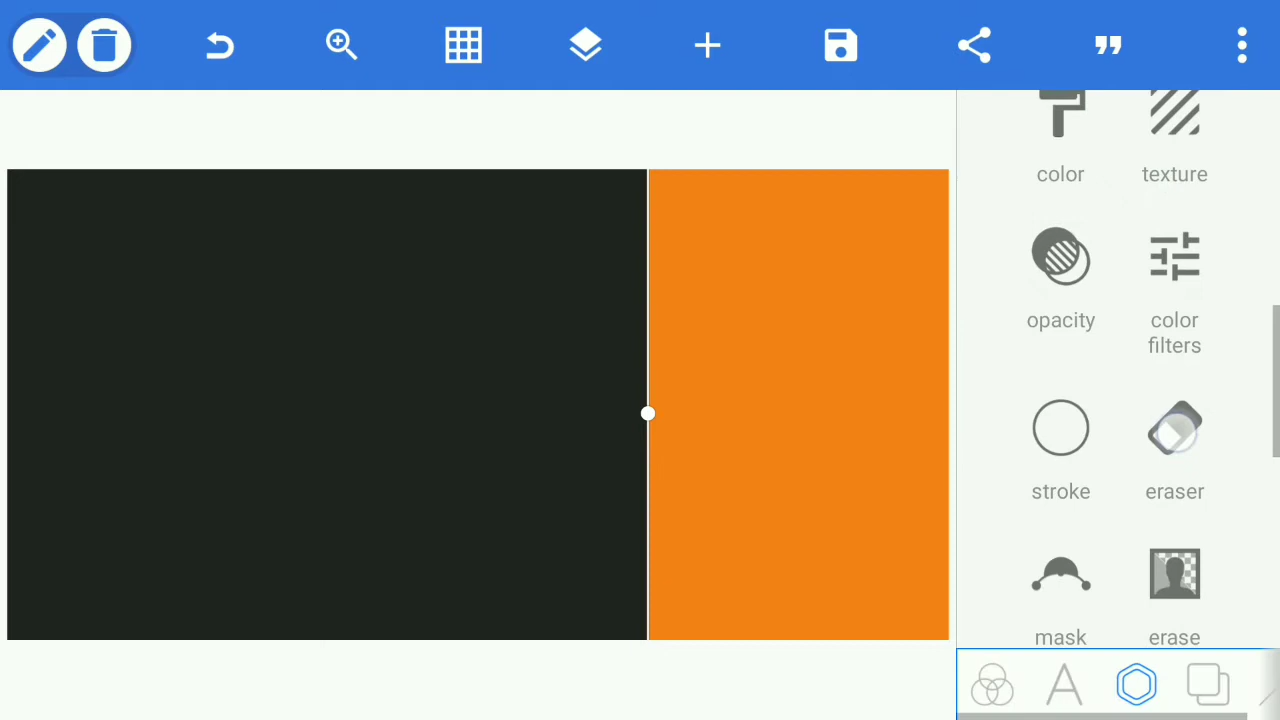 color
texture
opacity
color
filters
stroke
eraser
mask
erase